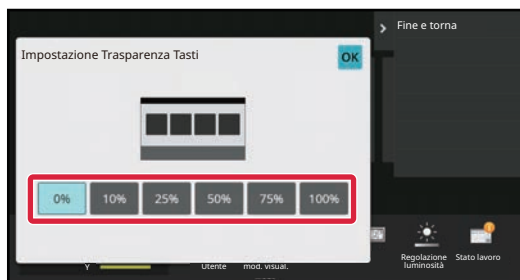 Fine e torna
Impostazione Trasparenza Tasti
OK
0% 10% 25% 50% 75% 100%
Regolazione
luminosità
Stato lavoro
Y
Utente
mod. visual.